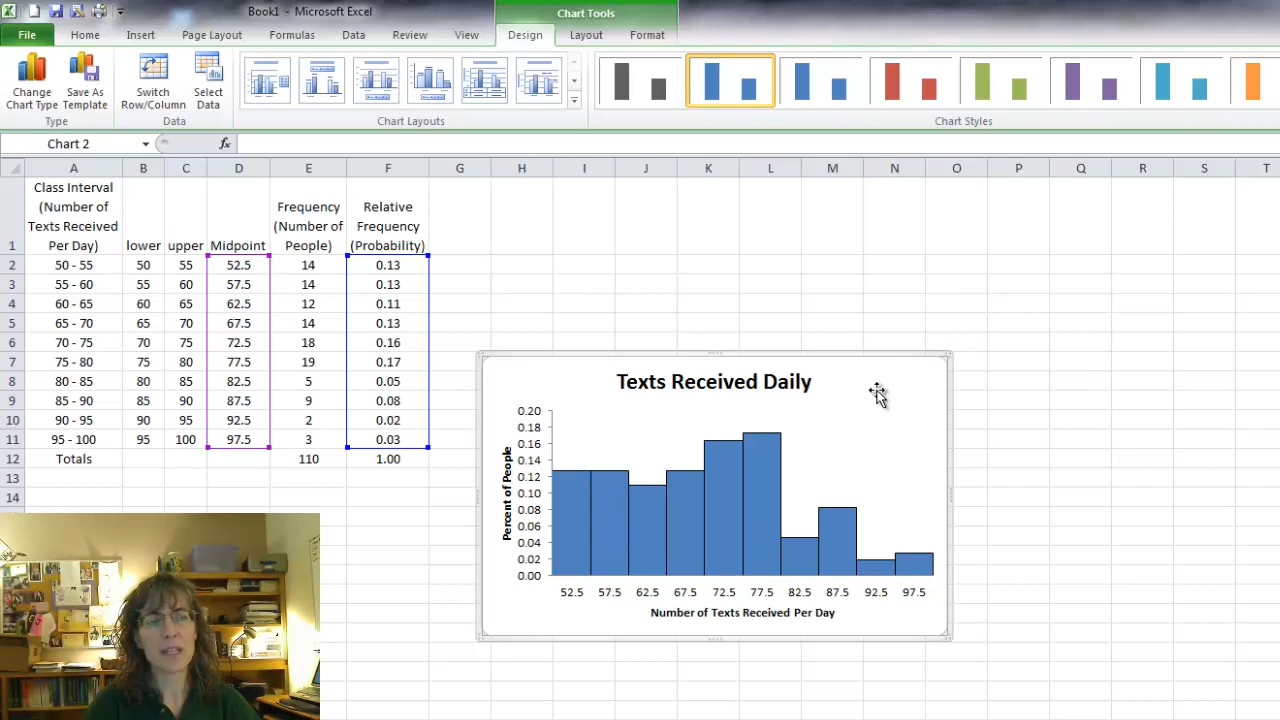 Book1 - Microsoft Excel
Chart Tools
File Home Insert Page Layout Formulas Data Review View Design Layout Format
Change Chart Type
Save As Template
Switch Row/Column
Select Data
Type Data Chart Layouts Chart Styles
Chart 2 fx
A B C D E F G H I J K L M N O P Q R S T
Class Interval
(Number of Frequency Relative
Texts Received (Number of Frequency
1 Per Day) lower upper Midpoint People) (Probability)
2 50 - 55 50 55 52.5 14 0.13
3 55 - 60 55 60 57.5 14 0.13
4 60 - 65 60 65 62.5 12 0.11
5 65 - 70 65 70 67.5 14 0.13
6 70 - 75 70 75 72.5 18 0.16
7 75 - 80 75 80 77.5 19 0.17
8 80 - 85 80 85 82.5 5 0.05
9 85 - 90 85 90 87.5 9 0.08
10 90 - 95 90 95 92.5 2 0.02
11 95 - 100 95 100 97.5 3 0.03
12 Totals 110 1.00
13
14
Texts Received Daily
Percent of People
0.20
0.18
0.16
0.14
0.12
0.10
0.08
0.06
0.04
0.02
0.00
52.5 57.5 62.5 67.5 72.5 77.5 82.5 87.5 92.5 97.5
Number of Texts Received Per Day